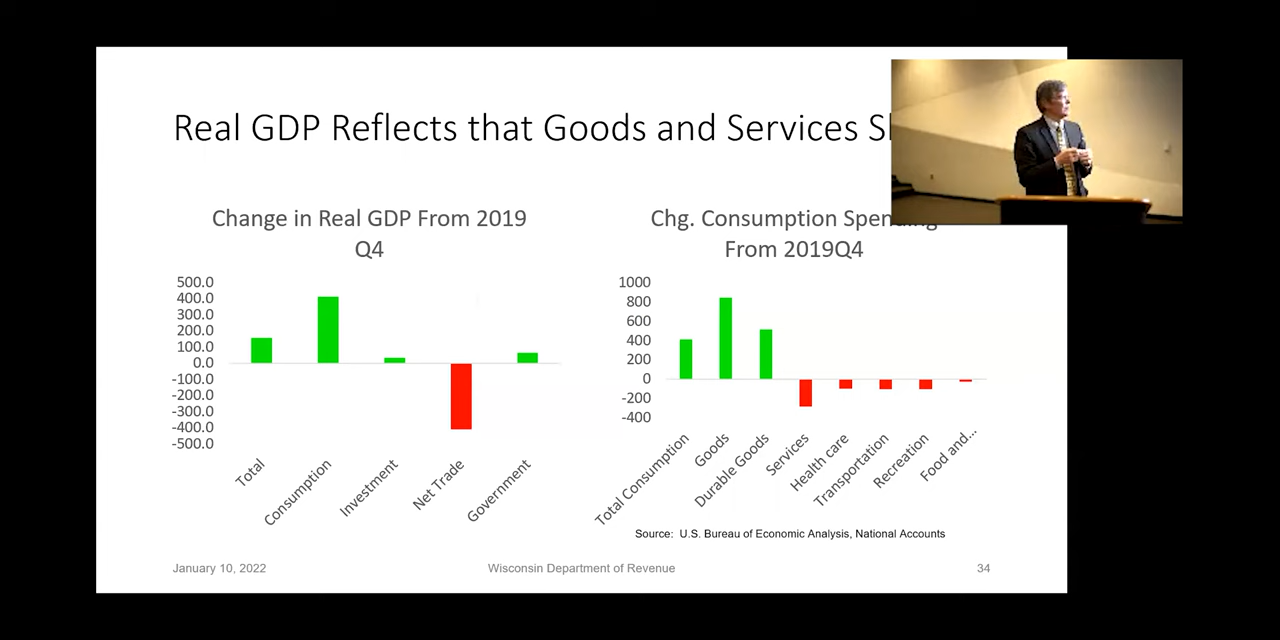 Real GDP Reflects that Goods and Services
Change in Real GDP From 2019
Q4
500.0
400.0
300.0
200.0
100.0
0.0
-100.0
-200.0
-300.0
-400.0
-500.0
Total
Consumption
Investment
Net Trade
Government
Chg. Consumption Spending
From 2019Q4
1000
800
600
400
200
0
-200
-400
Total Consumption
Goods
Durable Goods
Services
Health care
Transportation
Recreation
Food and...
Source: U.S. Bureau of Economic Analysis, National Accounts
January 10, 2022
Wisconsin Department of Revenue
34